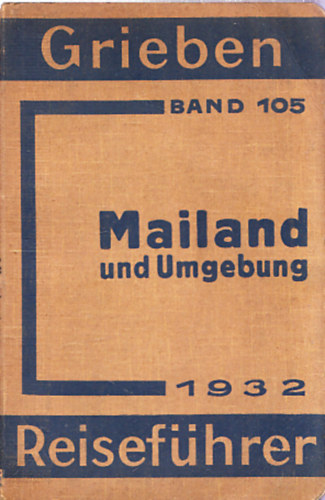 Grieben
BAND 105
Mailand
und Umgebung
1932
Reiseführer